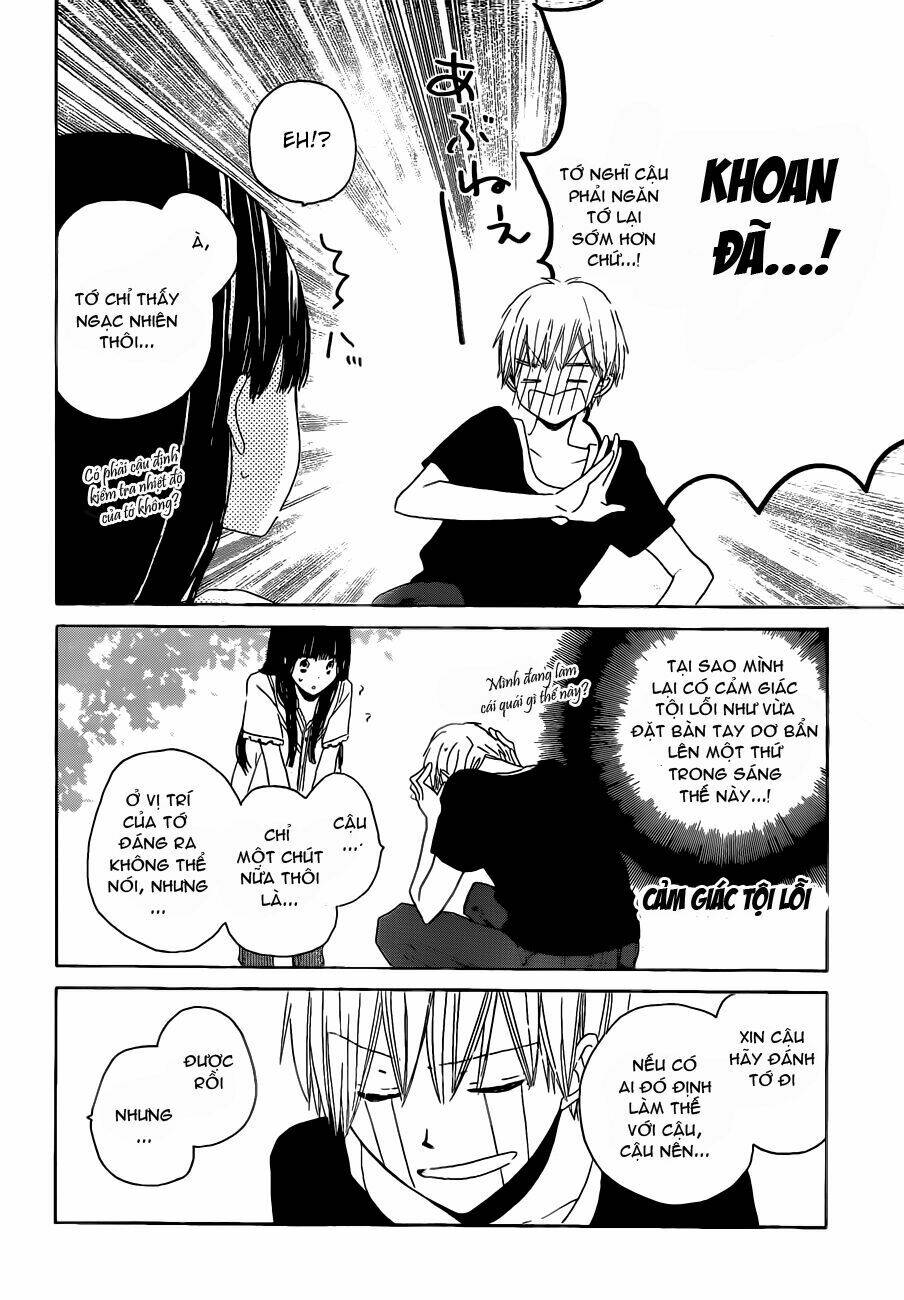 KHOAN
ĐÃ....!
TỚ NGHĨ CẬU
PHẢI NGĂN
TỚ LẠI
SỚM HƠN
CHỨ...!
あぶねーえ
EH!?
À,
TỚ CHỈ THẤY
NGẠC NHIÊN
THÔI...
Có phải cậu định
kiểm tra nhiệt độ
của tớ không?
TẠI SAO MÌNH
LẠI CÓ CẢM GIÁC
TỘI LỖI NHƯ VỪA
ĐẶT BÀN TAY DƠ BẨN
LÊN MỘT THỨ
TRONG SÁNG
THẾ NÀY...!
CẢM GIÁC TỘI LỖI
Mình đang làm
cái quái gì thế này?
CẬU
...
CHỈ
MỘT CHÚT
NỮA THÔI
LÀ...
Ở VỊ TRÍ
CỦA TỚ
ĐÁNG RA
KHÔNG THỂ
NÓI, NHƯNG
...
XIN CẬU
HÃY ĐÁNH
TỚ ĐI
NẾU CÓ
AI ĐÓ ĐỊNH
LÀM THẾ
VỚI CẬU,
CẬU NÊN...
ĐƯỢC
RỒI
NHƯNG
...